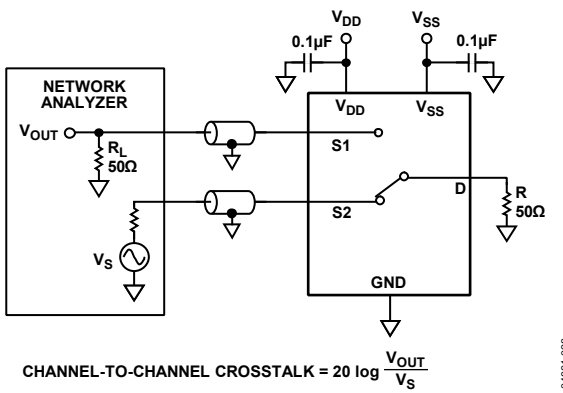 VDD
VSS
0.1µF
0.1µF
NETWORK
ANALYZER
VDD
VSS
VOUT
RL
50Ω
S1
S2
D
R
50Ω
VS
GND
CHANNEL-TO-CHANNEL CROSSTALK = 20 log VOUT
VS